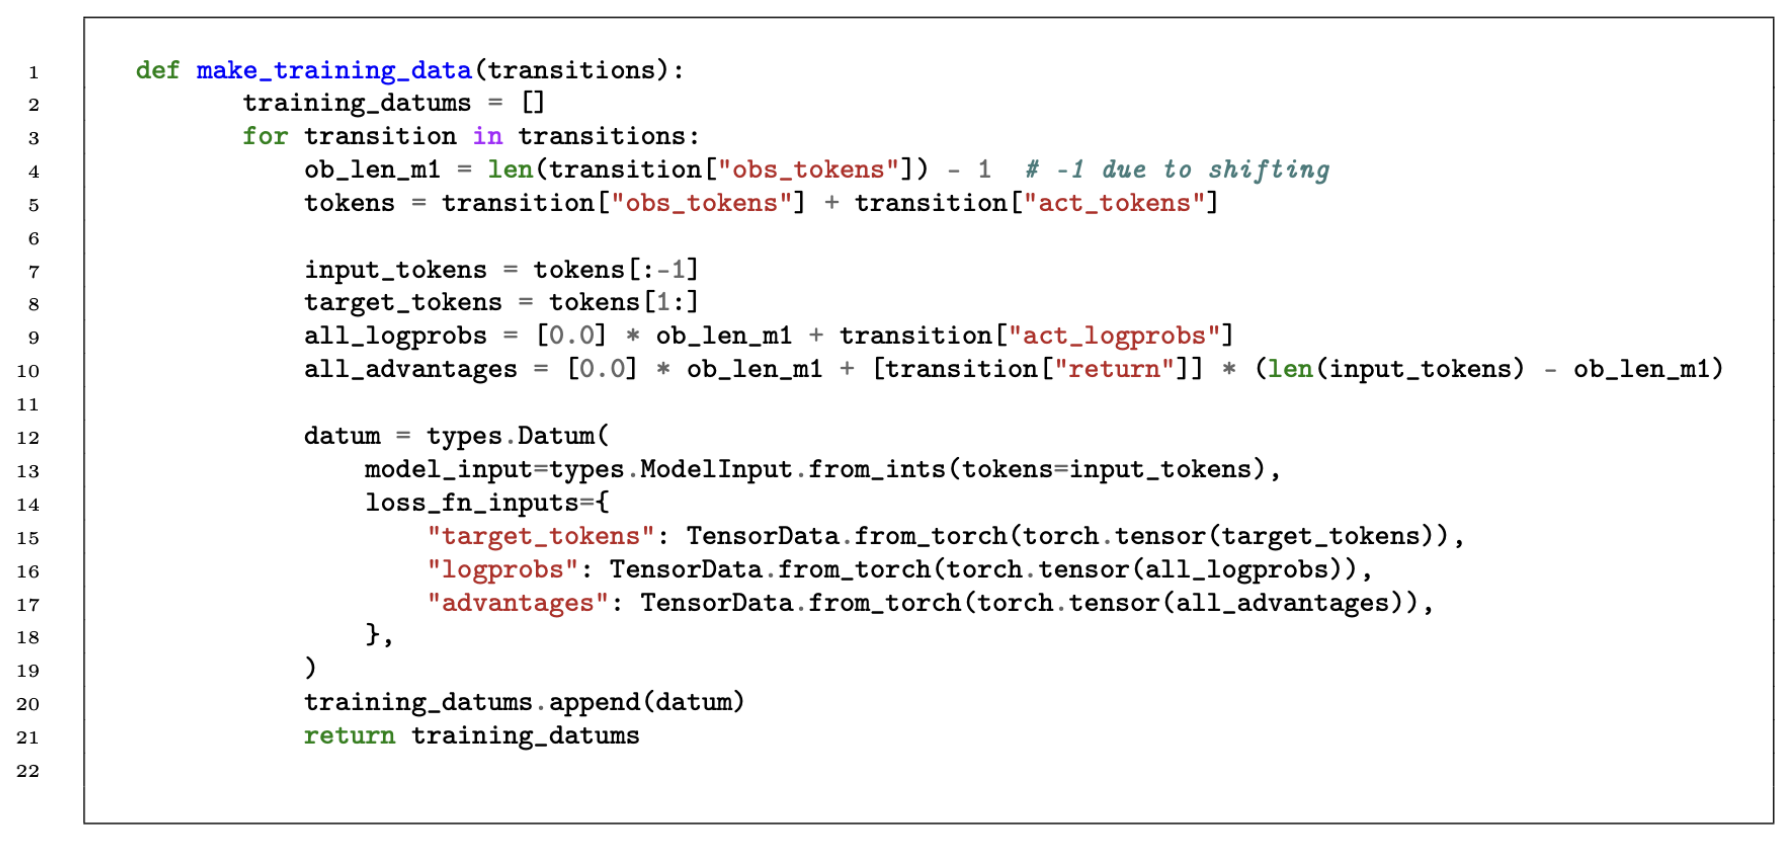 1 def make_training_data(transitions):
2 training_datums = []
3 for transition in transitions:
4 ob_len_m1 = len(transition["obs_tokens"]) - 1  # -1 due to shifting
5 tokens = transition["obs_tokens"] + transition["act_tokens"]
6
7 input_tokens = tokens[:-1]
8 target_tokens = tokens[1:]
9 all_logprobs = [0.0] * ob_len_m1 + transition["act_logprobs"]
10 all_advantages = [0.0] * ob_len_m1 + [transition["return"]] * (len(input_tokens) - ob_len_m1)
11
12 datum = types.Datum(
13 model_input=types.ModelInput.from_ints(tokens=input_tokens),
14 loss_fn_inputs={
15 "target_tokens": TensorData.from_torch(torch.tensor(target_tokens)),
16 "logprobs": TensorData.from_torch(torch.tensor(all_logprobs)),
17 "advantages": TensorData.from_torch(torch.tensor(all_advantages)),
18 },
19 )
20 training_datums.append(datum)
21 return training_datums
22